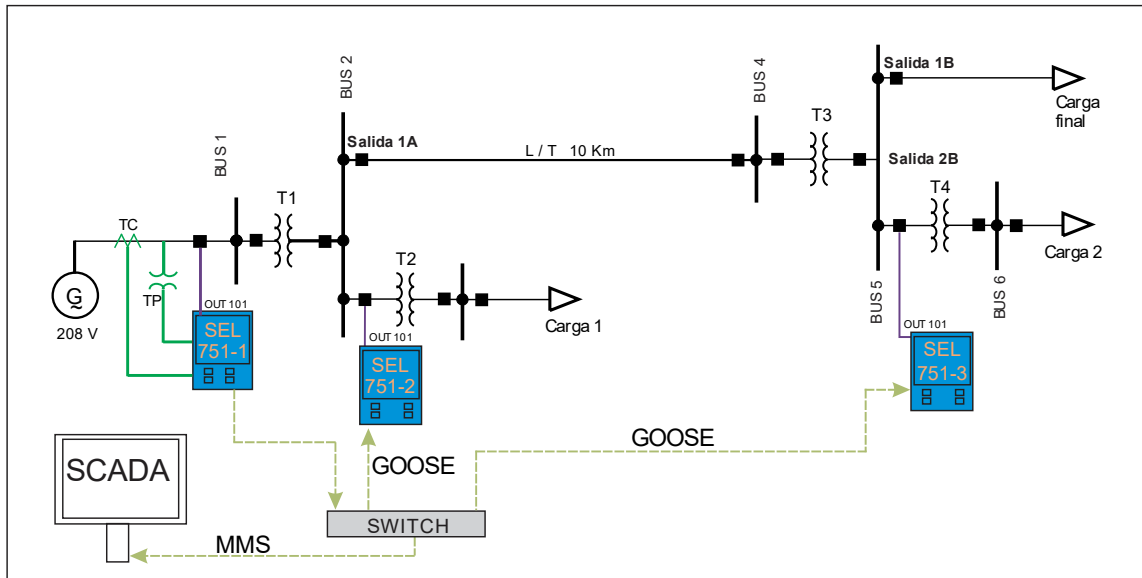 BUS 1
BUS 2
BUS 4
Salida 1B
Carga
final
T3
Salida 1A
L / T 10 Km
Salida 2B
T1
T4
TC
T2
Carga 1
Carga 2
BUS 5
BUS 6
G
208 V
TP
OUT 101
SEL
751-1
OUT 101
SEL
751-2
OUT 101
SEL
751-3
GOOSE
GOOSE
SCADA
SWITCH
MMS